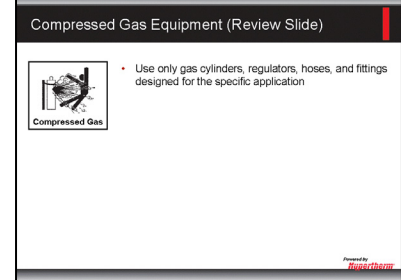 Compressed Gas Equipment (Review Slide)
• Use only gas cylinders, regulators, hoses, and fittings
designed for the specific application
Compressed Gas
Powered by